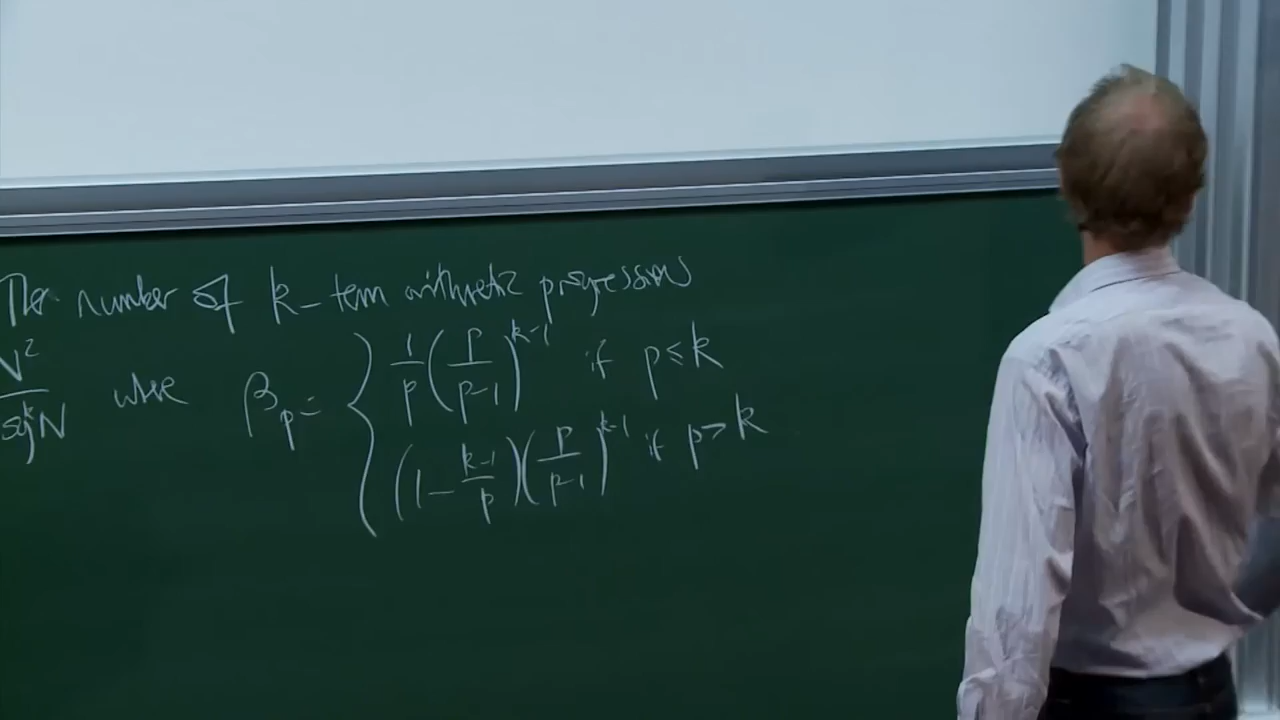 The number of k-term arithmetic progressions
N²
log^k N where β_p = { 1/p (p/(p-1))^{k-1} if p ≤ k
(1 - (k-1)/p)(p/(p-1))^{k-1} if p > k